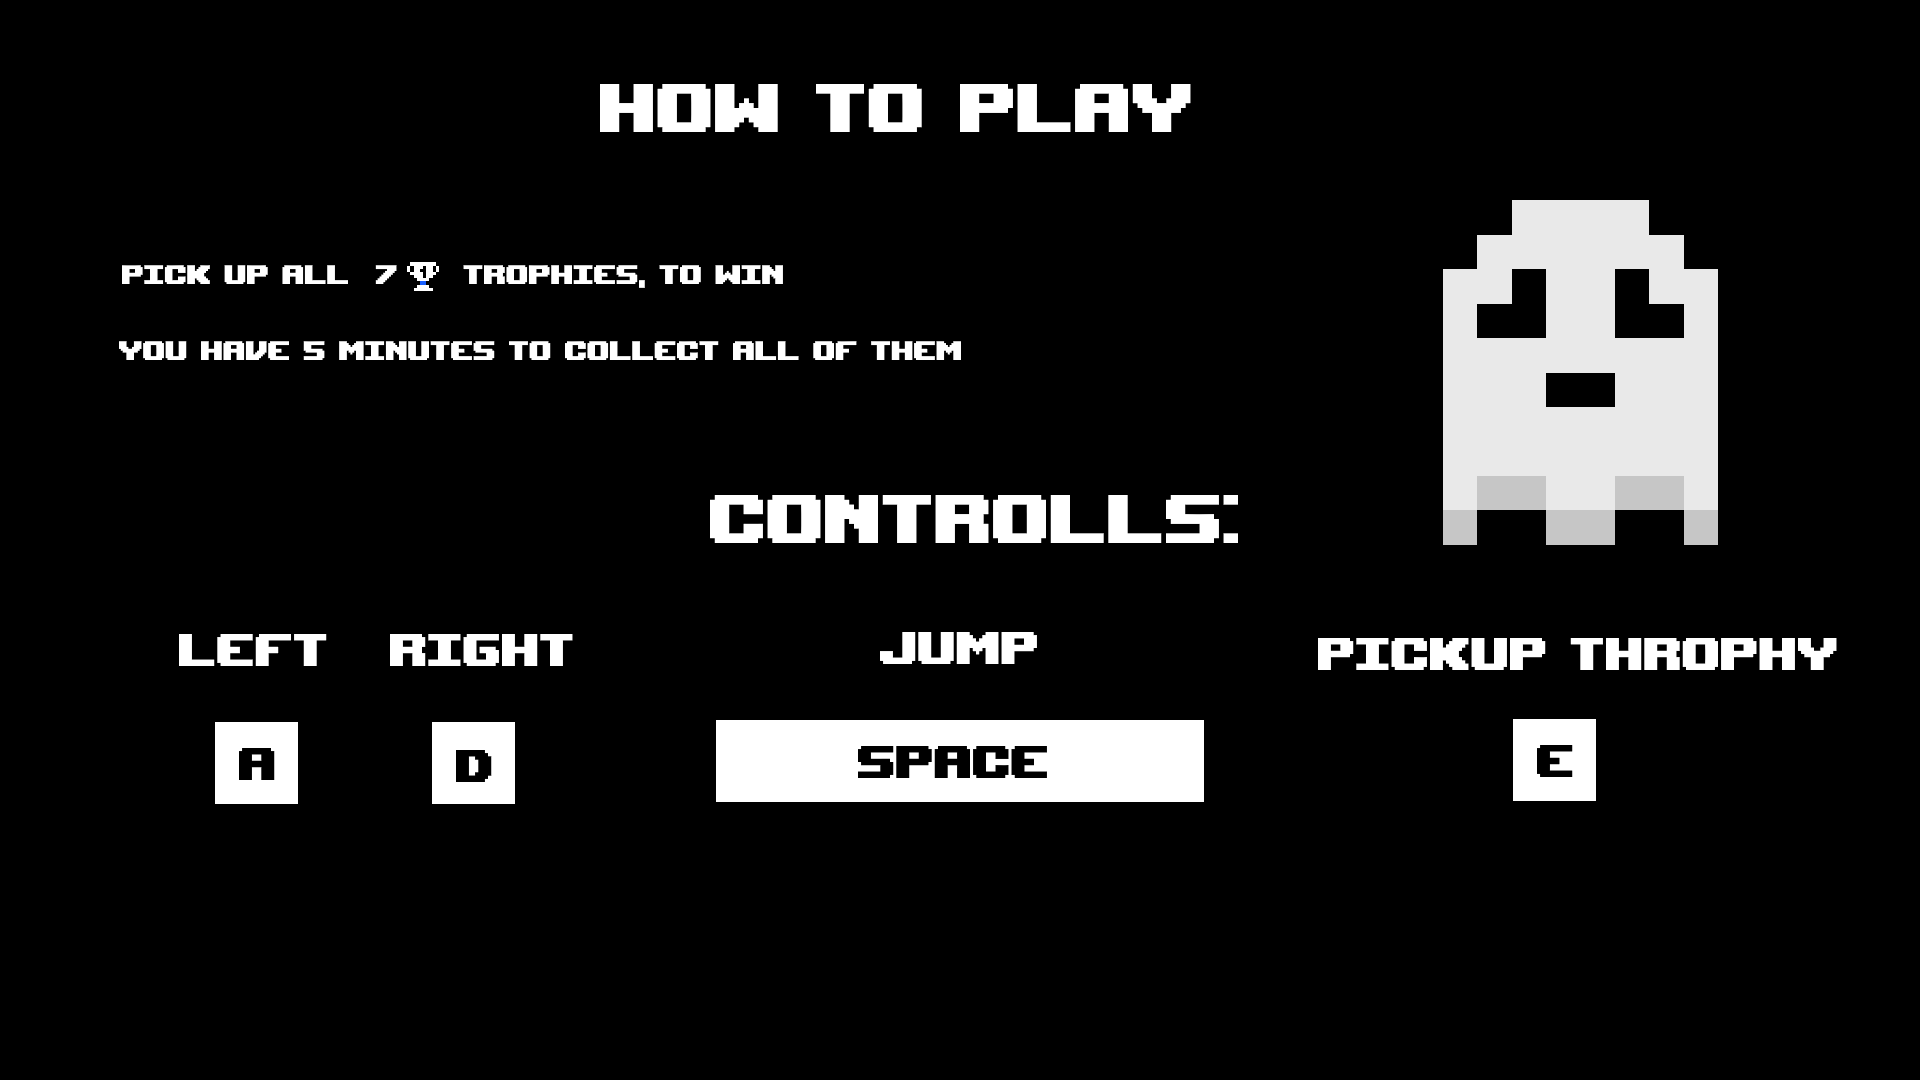 HOW TO PLAY
PICK UP ALL 7 TROPHIES, TO WIN
YOU HAVE 5 MINUTES TO COLLECT ALL OF THEM
CONTROLLS:
LEFT RIGHT JUMP PICKUP THROPHY
A D SPACE E